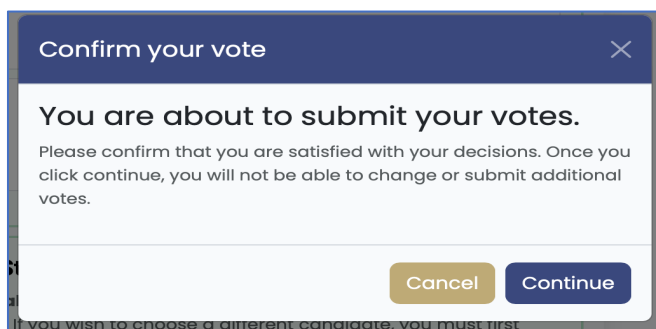 Confirm your vote
You are about to submit your votes.
Please confirm that you are satisfied with your decisions. Once you
click continue, you will not be able to change or submit additional
votes.
Cancel Continue
If you wish to choose a different candidate, you must first